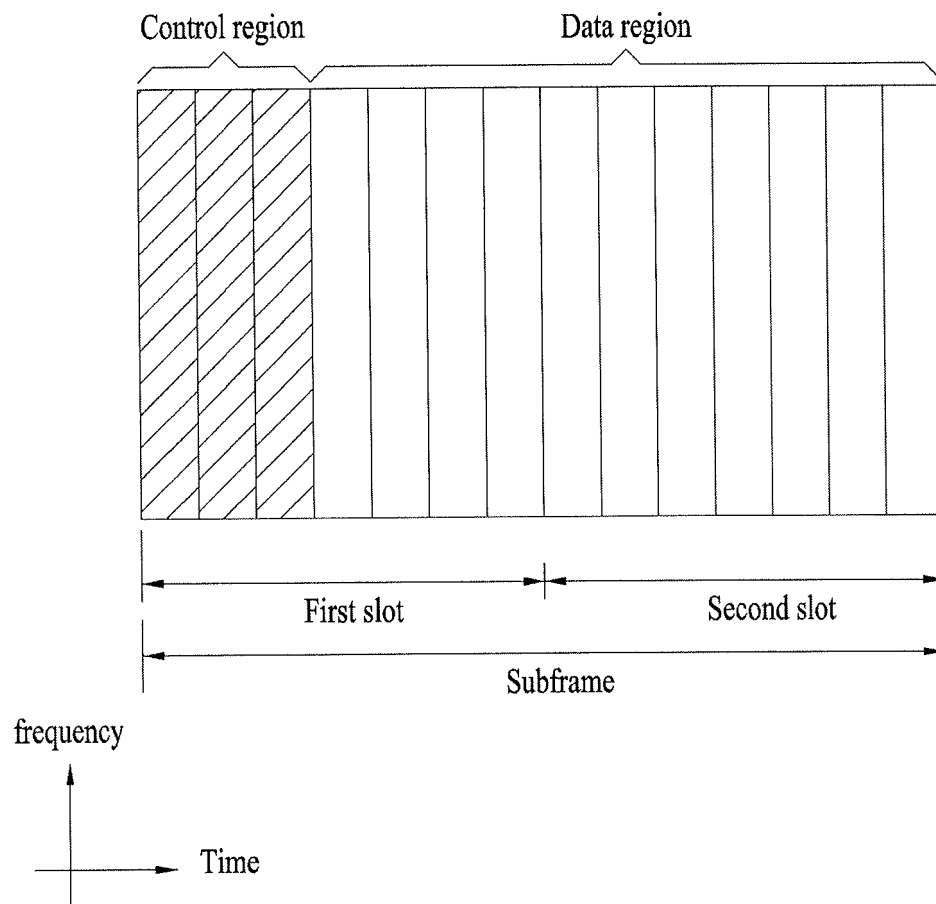 Control region
Data region
First slot
Second slot
Subframe
frequency
Time